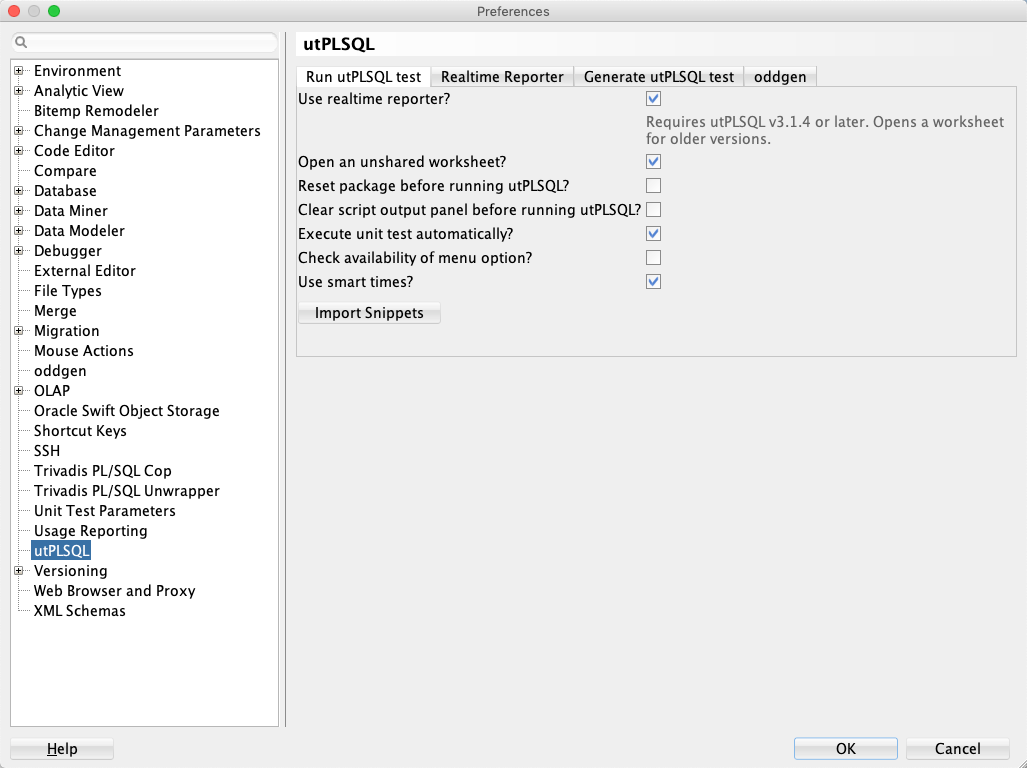 Preferences
utPLSQL
Run utPLSQL test
Realtime Reporter
Generate utPLSQL test
oddgen
Environment
Analytic View
Bitemp Remodeler
Change Management Parameters
Code Editor
Compare
Database
Data Miner
Data Modeler
Debugger
External Editor
File Types
Merge
Migration
Mouse Actions
oddgen
OLAP
Oracle Swift Object Storage
Shortcut Keys
SSH
Trivadis PL/SQL Cop
Trivadis PL/SQL Unwrapper
Unit Test Parameters
Usage Reporting
utPLSQL
Versioning
Web Browser and Proxy
XML Schemas
Use realtime reporter?
Requires utPLSQL v3.1.4 or later. Opens a worksheet
for older versions.
Open an unshared worksheet?
Reset package before running utPLSQL?
Clear script output panel before running utPLSQL?
Execute unit test automatically?
Check availability of menu option?
Use smart times?
Import Snippets
Help
OK
Cancel